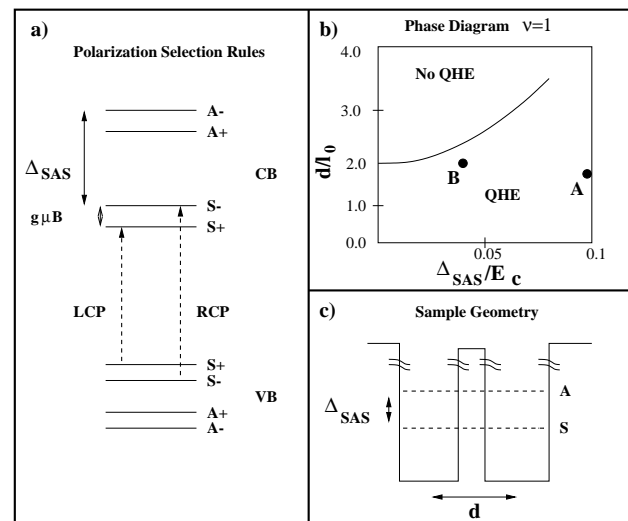 a)
Polarization Selection Rules
A-
A+
Δ SAS
CB
S-
gμB
S+
LCP
RCP
S+
S-
VB
A+
A-
b)
Phase Diagram ν=1
4.0
No QHE
3.0
d/l0
2.0
B
A
QHE
1.0
0.0
0.05
0.1
Δ SAS/E c
c)
Sample Geometry
A
Δ SAS
S
d